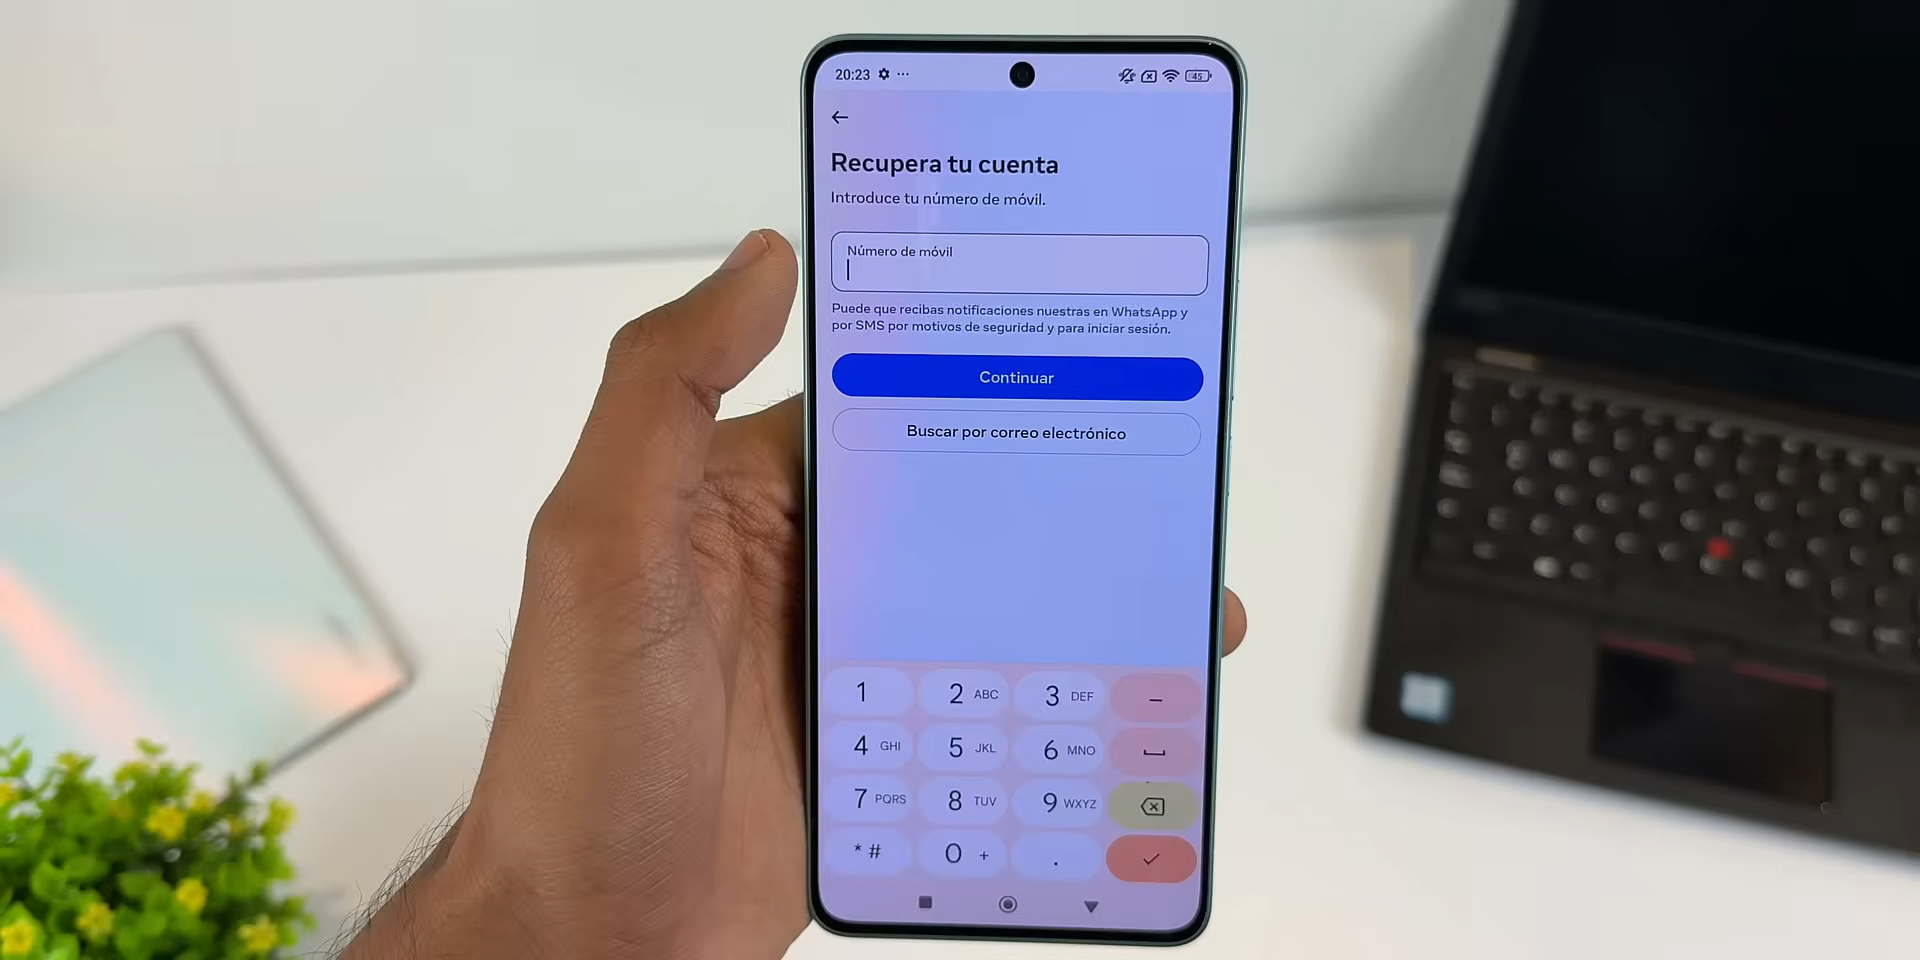 20:23 ...
45
Recupera tu cuenta
Introduce tu número de móvil.
Número de móvil
Puede que recibas notificaciones nuestras en WhatsApp y
por SMS por motivos de seguridad y para iniciar sesión.
Continuar
Buscar por correo electrónico
1 2 ABC 3 DEF –
4 GHI 5 JKL 6 MNO
7 PQRS 8 TUV 9 WXYZ
* # 0 + .